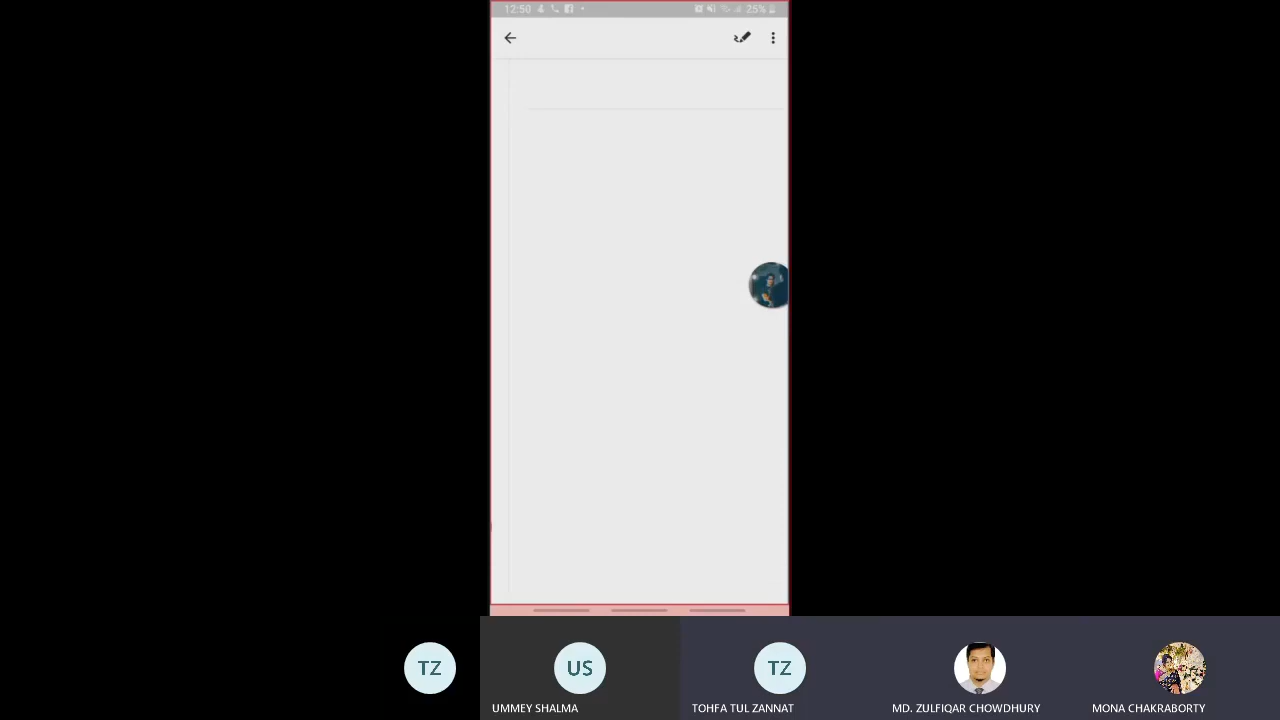 12:50 25%
TZ US TZ
UMMEY SHALMA TOHFA TUL ZANNAT MD. ZULFIQAR CHOWDHURY MONA CHAKRABORTY